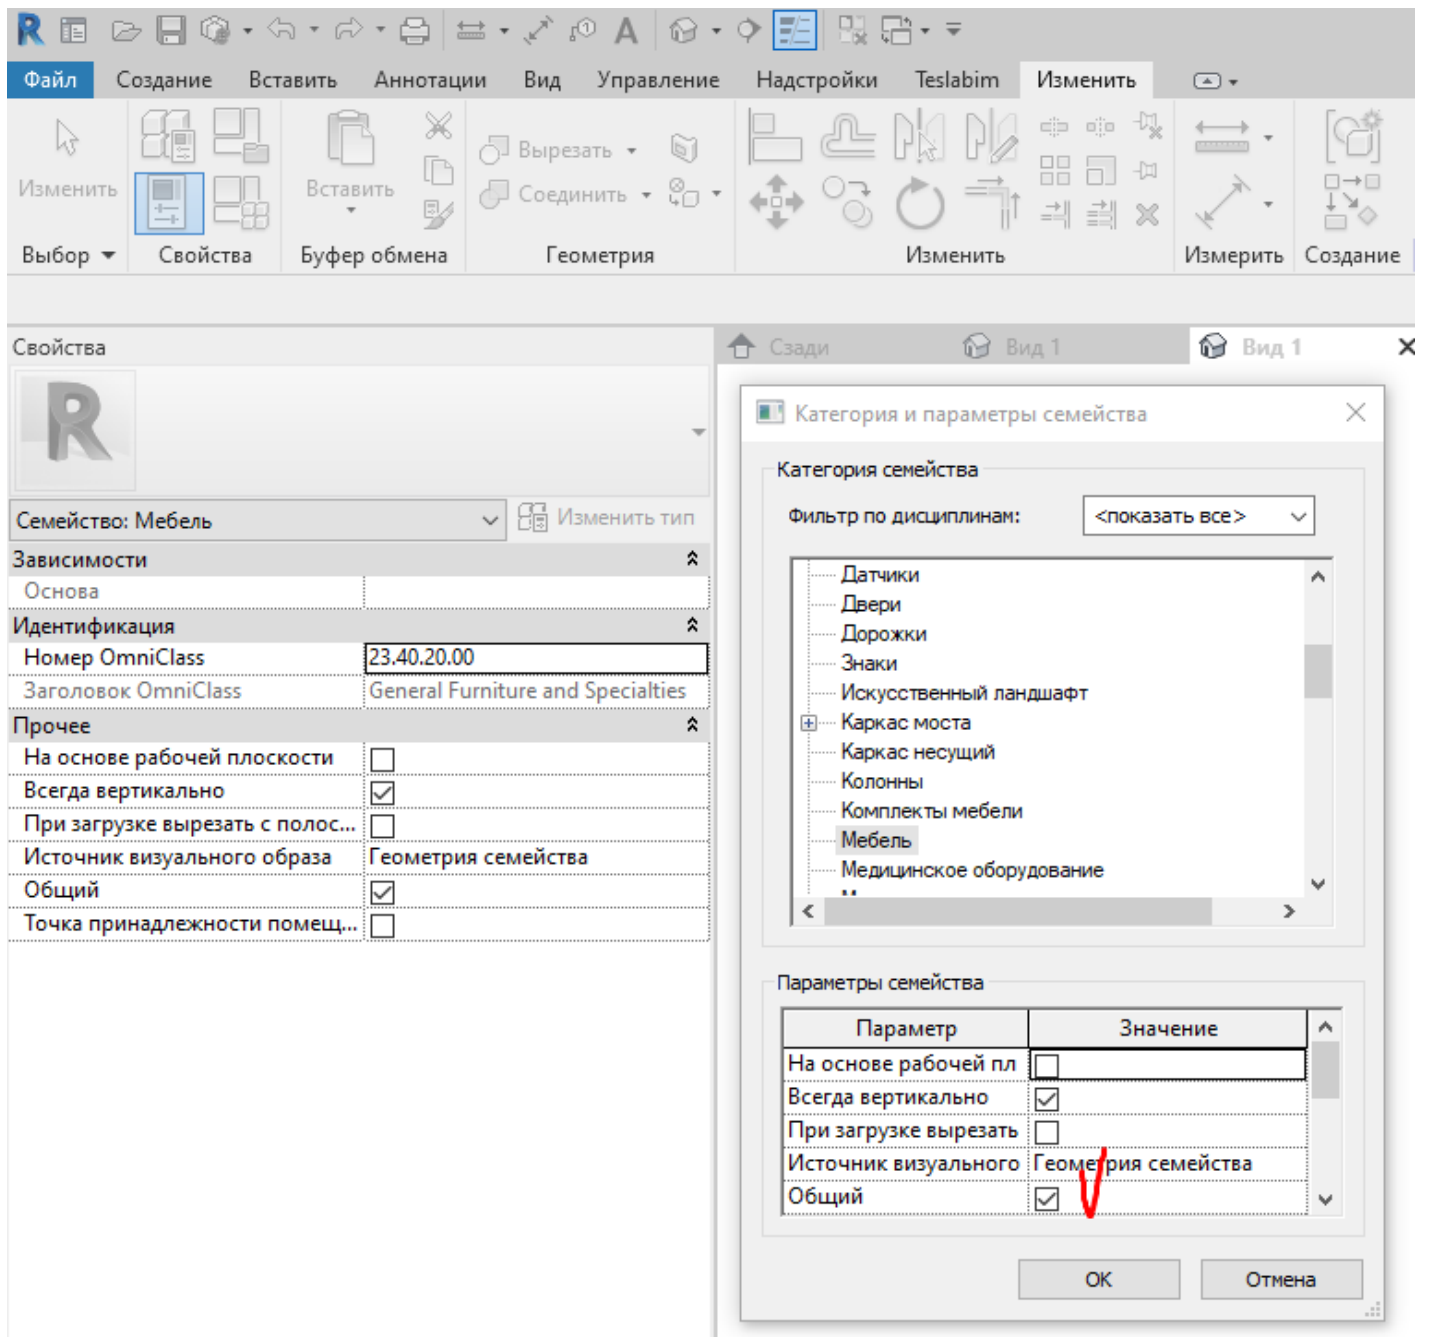 Файл Создание Вставить Аннотации Вид Управление Надстройки Teslabim Изменить
Вырезать
Изменить Вставить Соединить
Выбор Свойства Буфер обмена Геометрия Изменить Измерить Создание
Свойства
Сзади Вид 1 Вид 1
R
Семейство: Мебель Изменить тип
Зависимости
Основа
Идентификация
Номер OmniClass 23.40.20.00
Заголовок OmniClass General Furniture and Specialties
Прочее
На основе рабочей плоскости
Всегда вертикально
При загрузке вырезать с полос...
Источник визуального образа Геометрия семейства
Общий
Точка принадлежности помещ...
Категория и параметры семейства
Категория семейства
Фильтр по дисциплинам: <показать все>
Датчики
Двери
Дорожки
Знаки
Искусственный ландшафт
Каркас моста
Каркас несущий
Колонны
Комплекты мебели
Мебель
Медицинское оборудование
Параметры семейства
Параметр Значение
На основе рабочей пл
Всегда вертикально
При загрузке вырезать
Источник визуального Геометрия семейства
Общий
OK Отмена